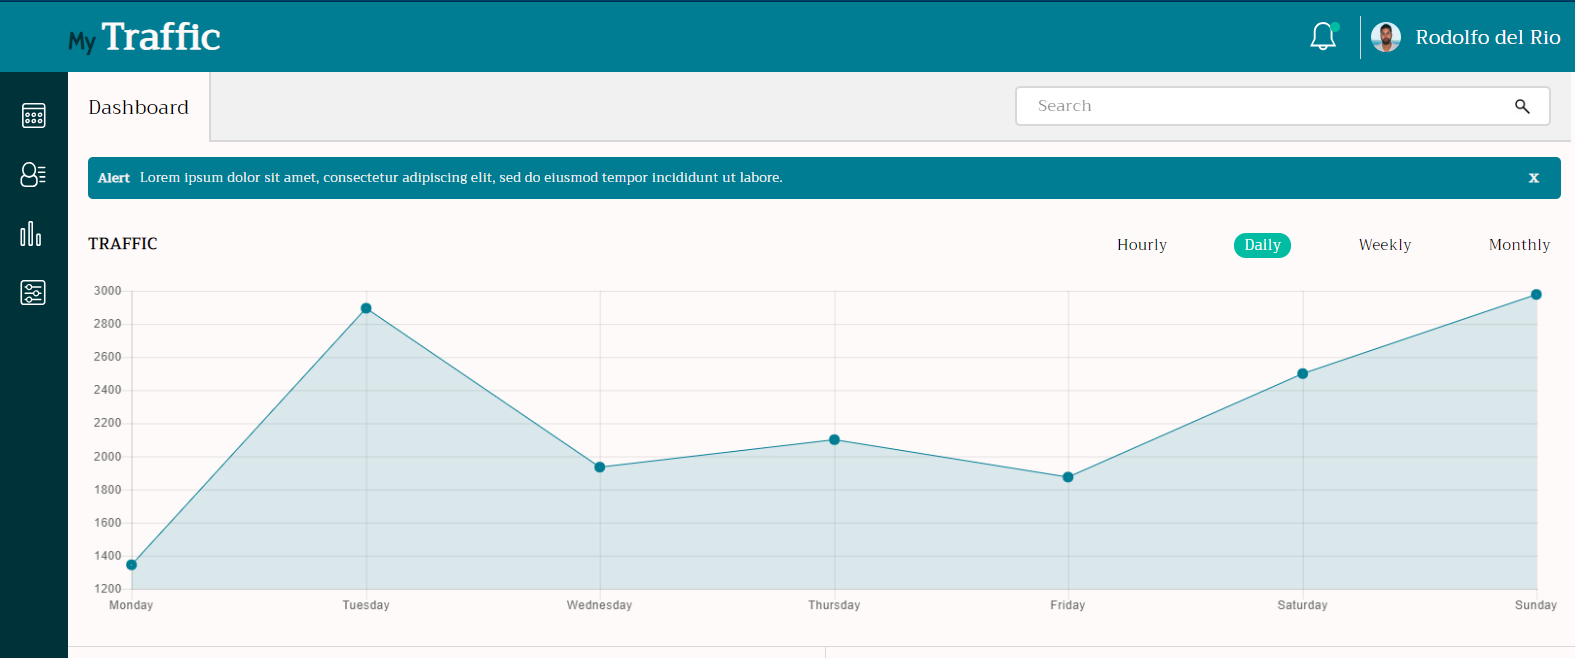 My Traffic
Rodolfo del Rio
Dashboard
Search
Alert Lorem ipsum dolor sit amet, consectetur adipiscing elit, sed do eiusmod tempor incididunt ut labore. x
TRAFFIC
Hourly Daily Weekly Monthly
3000
2800
2600
2400
2200
2000
1800
1600
1400
1200
Monday Tuesday Wednesday Thursday Friday Saturday Sunday